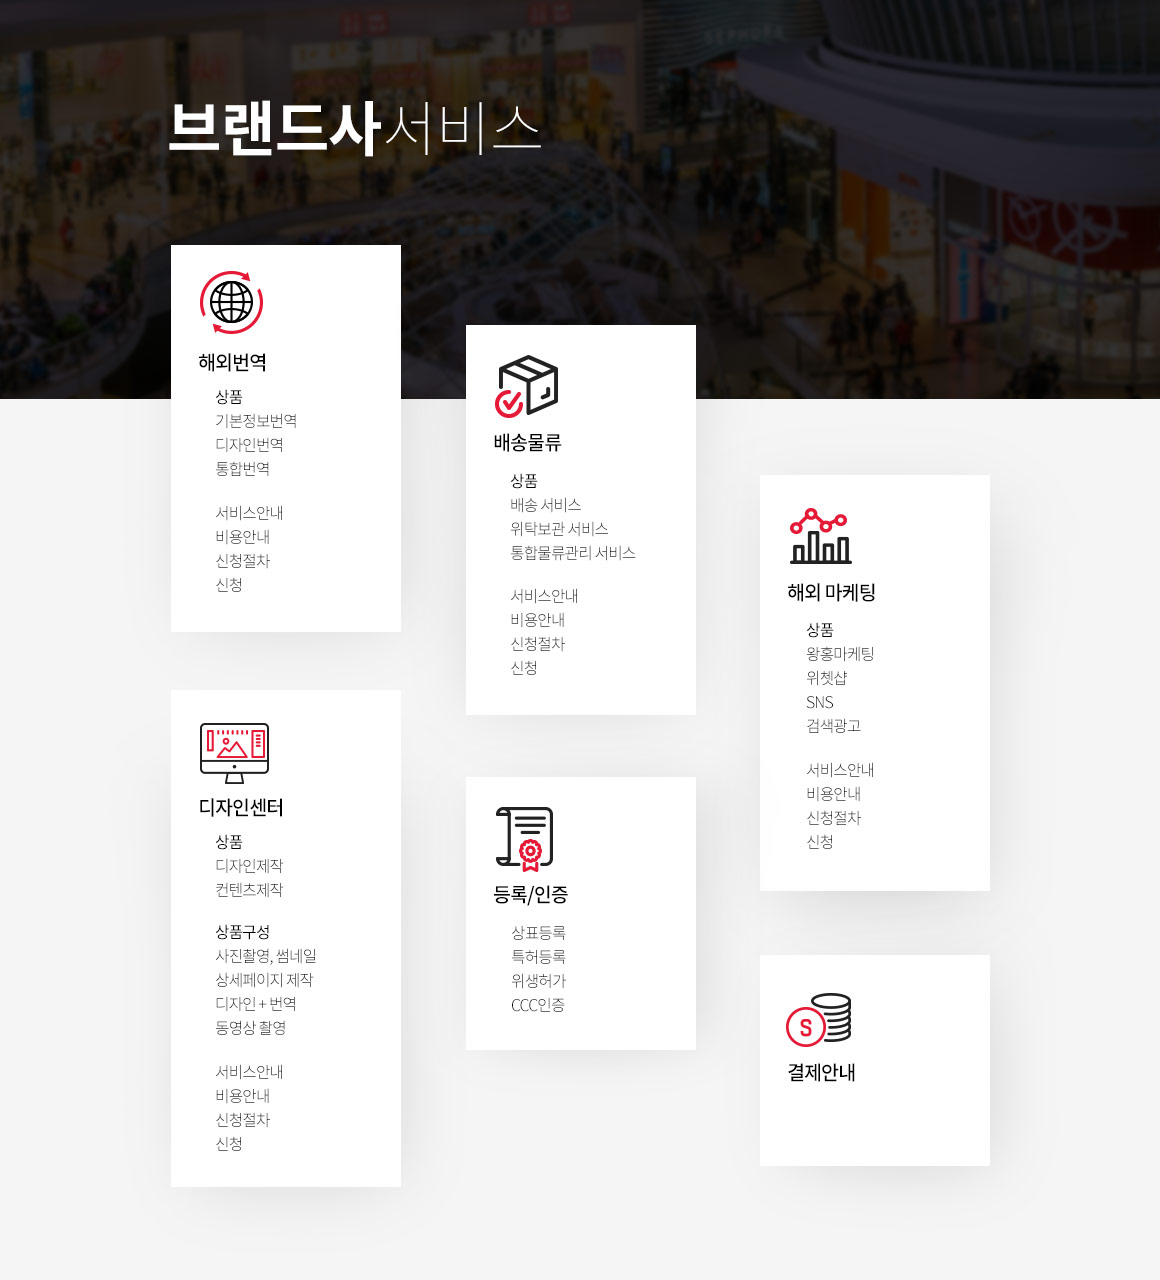 브랜드사서비스
해외번역
상품
기본정보번역
디자인번역
통합번역
서비스안내
비용안내
신청절차
신청
배송물류
상품
배송 서비스
위탁보관 서비스
통합물류관리 서비스
서비스안내
비용안내
신청절차
신청
해외 마케팅
상품
왕홍마케팅
위쳇샵
SNS
검색광고
서비스안내
비용안내
신청절차
신청
디자인센터
상품
디자인제작
컨텐츠제작
상품구성
사진촬영, 썸네일
상세페이지 제작
디자인 + 번역
동영상 촬영
서비스안내
비용안내
신청절차
신청
등록/인증
상표등록
특허등록
위생허가
CCC인증
S
결제안내
SEPHORA